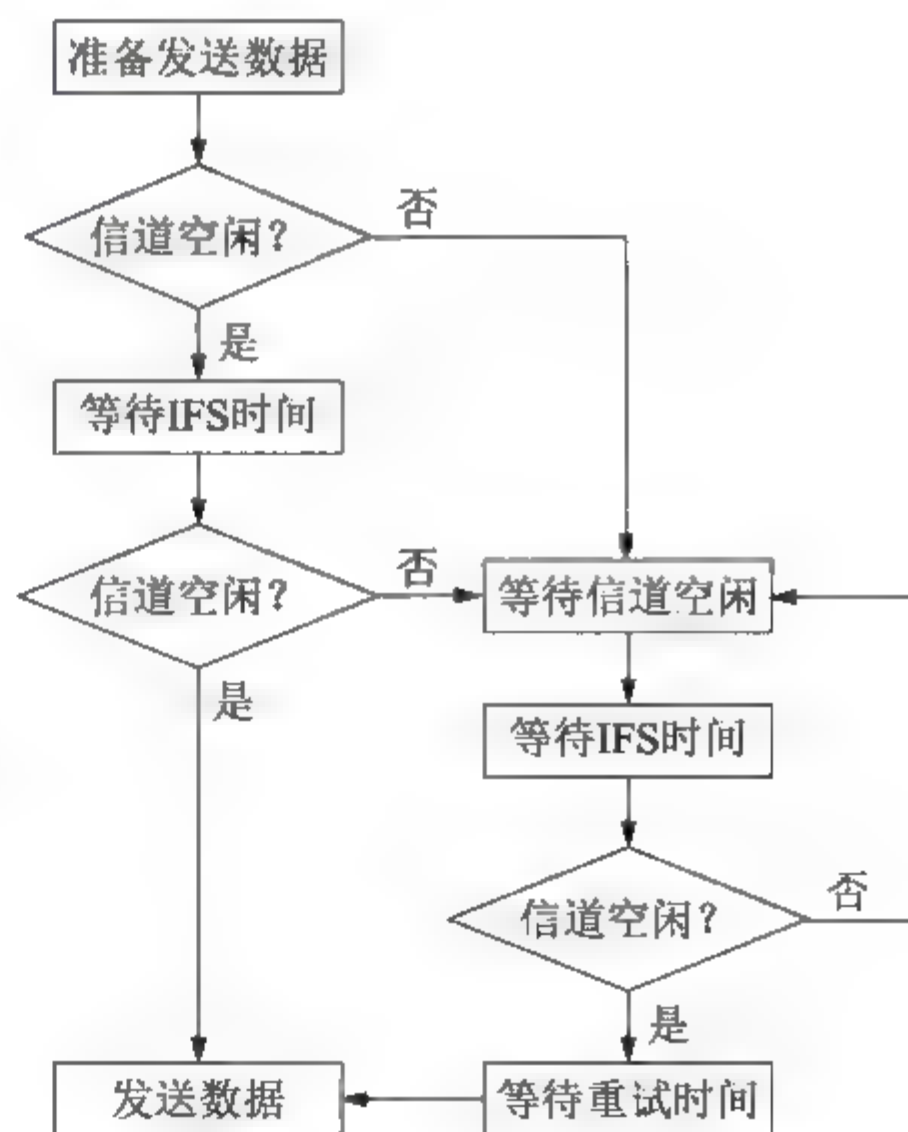 准备发送数据
信道空闲?
否
是
等待IFS时间
信道空闲?
否
等待信道空闲
是
等待IFS时间
信道空闲?
否
是
发送数据
等待重试时间